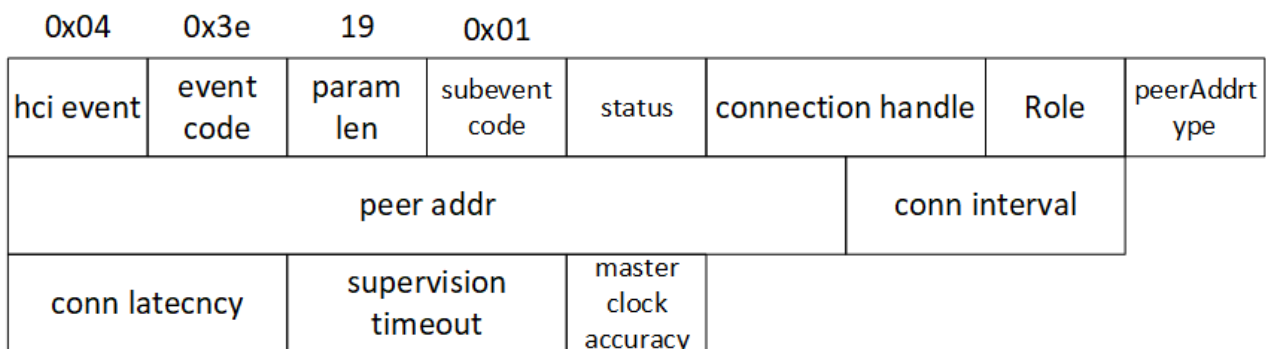 0x04 0x3e 19 0x01
hci event event code param len subevent code status connection handle Role peerAddrt ype
peer addr conn interval
conn latecncy supervision timeout master clock accuracy